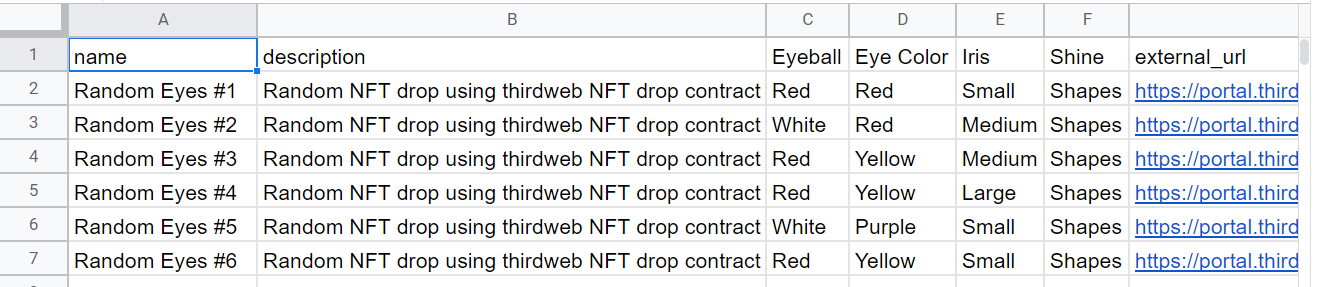 A B C D E F
1 name description Eyeball Eye Color Iris Shine external_url
2 Random Eyes #1 Random NFT drop using thirdweb NFT drop contract Red Red Small Shapes https://portal.third
3 Random Eyes #2 Random NFT drop using thirdweb NFT drop contract White Red Medium Shapes https://portal.third
4 Random Eyes #3 Random NFT drop using thirdweb NFT drop contract Red Yellow Medium Shapes https://portal.third
5 Random Eyes #4 Random NFT drop using thirdweb NFT drop contract Red Yellow Large Shapes https://portal.third
6 Random Eyes #5 Random NFT drop using thirdweb NFT drop contract White Purple Small Shapes https://portal.third
7 Random Eyes #6 Random NFT drop using thirdweb NFT drop contract Red Yellow Small Shapes https://portal.third